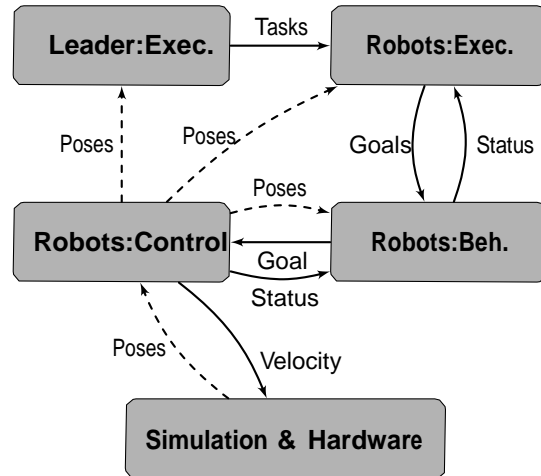 Leader:Exec.
Tasks
Robots:Exec.
Poses
Poses
Goals
Status
Poses
Robots:Control
Goal
Status
Robots:Beh.
Poses
Velocity
Simulation & Hardware